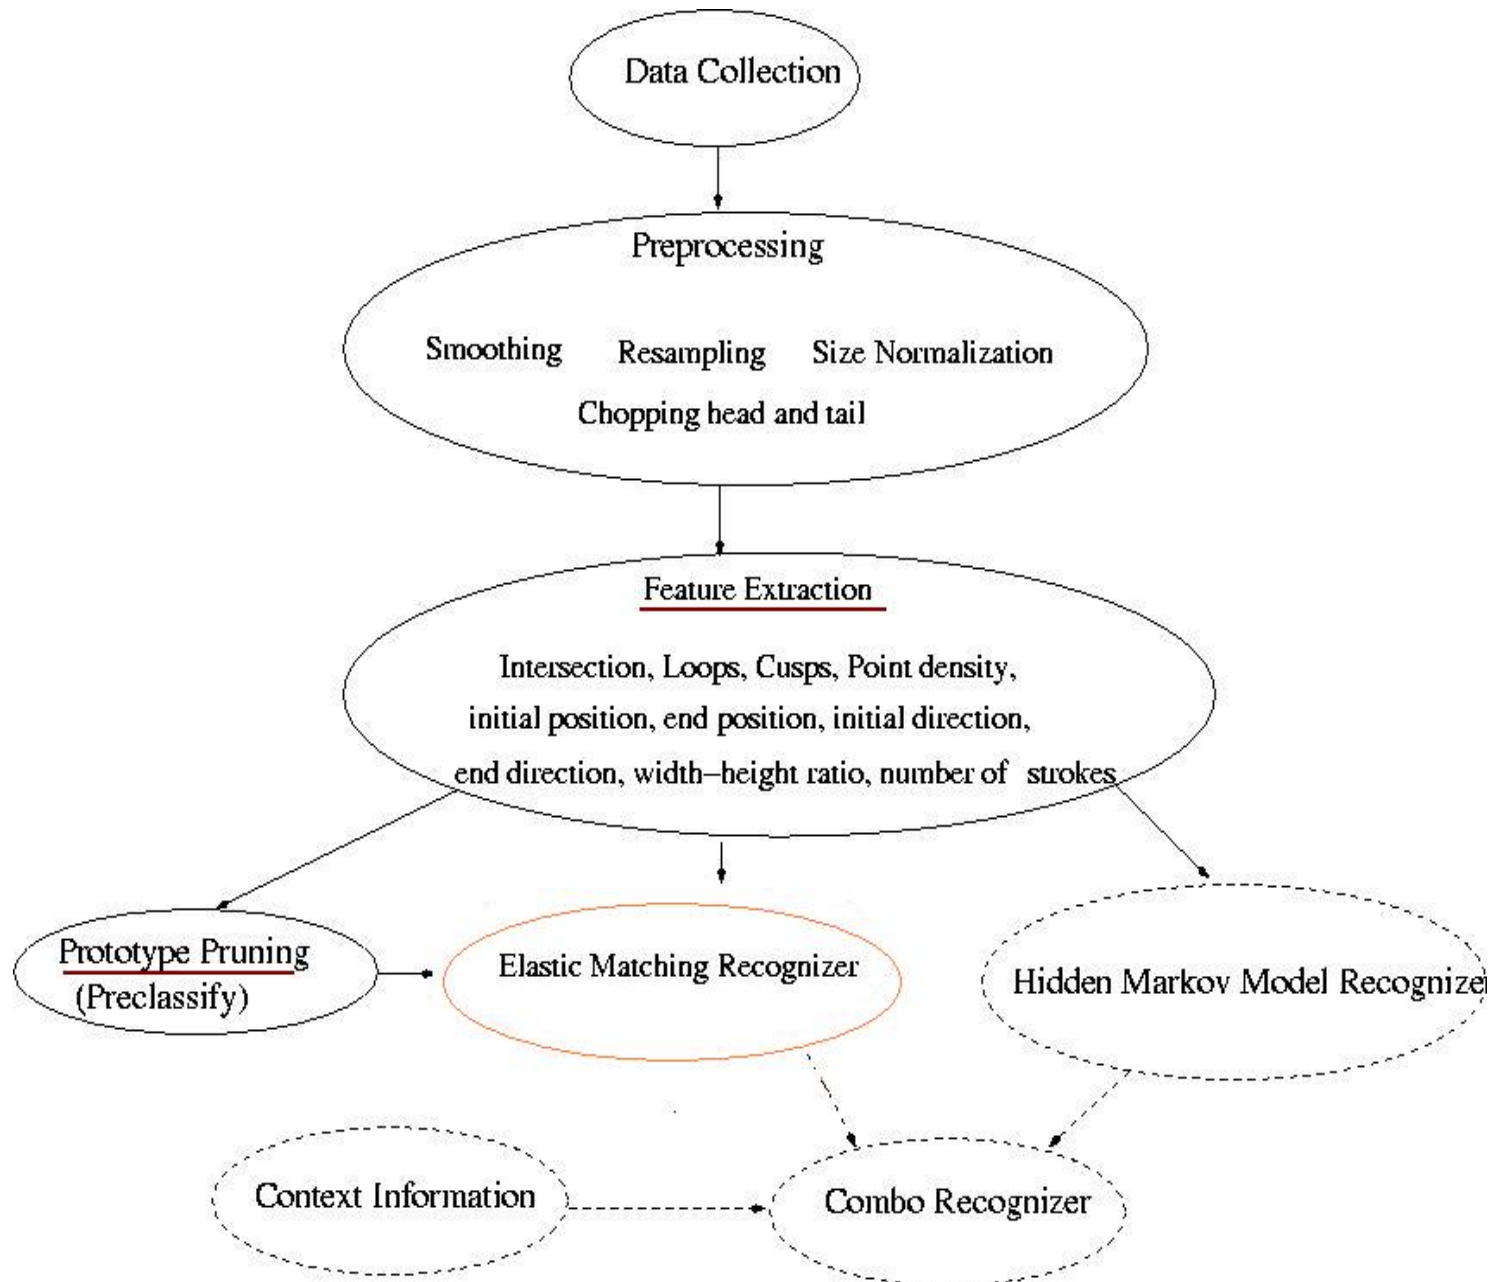 Data Collection
Preprocessing
Smoothing Resampling Size Normalization
Chopping head and tail
Feature Extraction
Intersection, Loops, Cusps, Point density,
initial position, end position, initial direction,
end direction, width–height ratio, number of strokes
Prototype Pruning
(Preclassify)
Elastic Matching Recognizer
Hidden Markov Model Recognizer
Context Information
Combo Recognizer